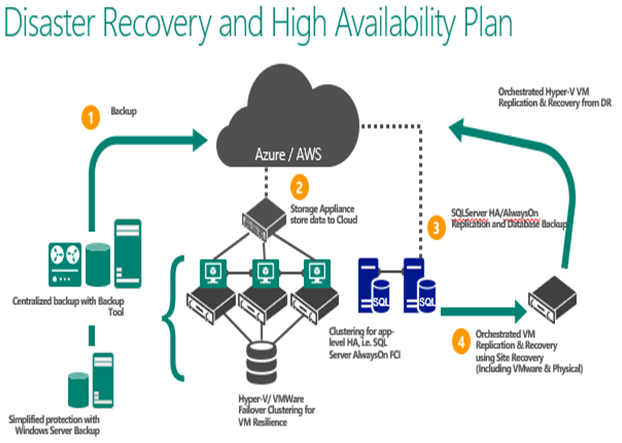 Disaster Recovery and High Availability Plan
Orchestrated Hyper-V VM
Replication & Recovery from DR
1
Backup
Azure / AWS
2
Storage Appliance
store data to Cloud
3
SQLServer HA/AlwaysOn
Replication and Database Backup
SQL
SQL
Centralized backup with Backup
Tool
Clustering for app-
level HA, i.e. SQL
Server AlwaysOn FCI
4
Orchestrated VM
Replication & Recovery
using Site Recovery
(Including VMware & Physical)
Hyper-V/ VMWare
Failover Clustering for
VM Resilience
Simplified protection with
Windows Server Backup